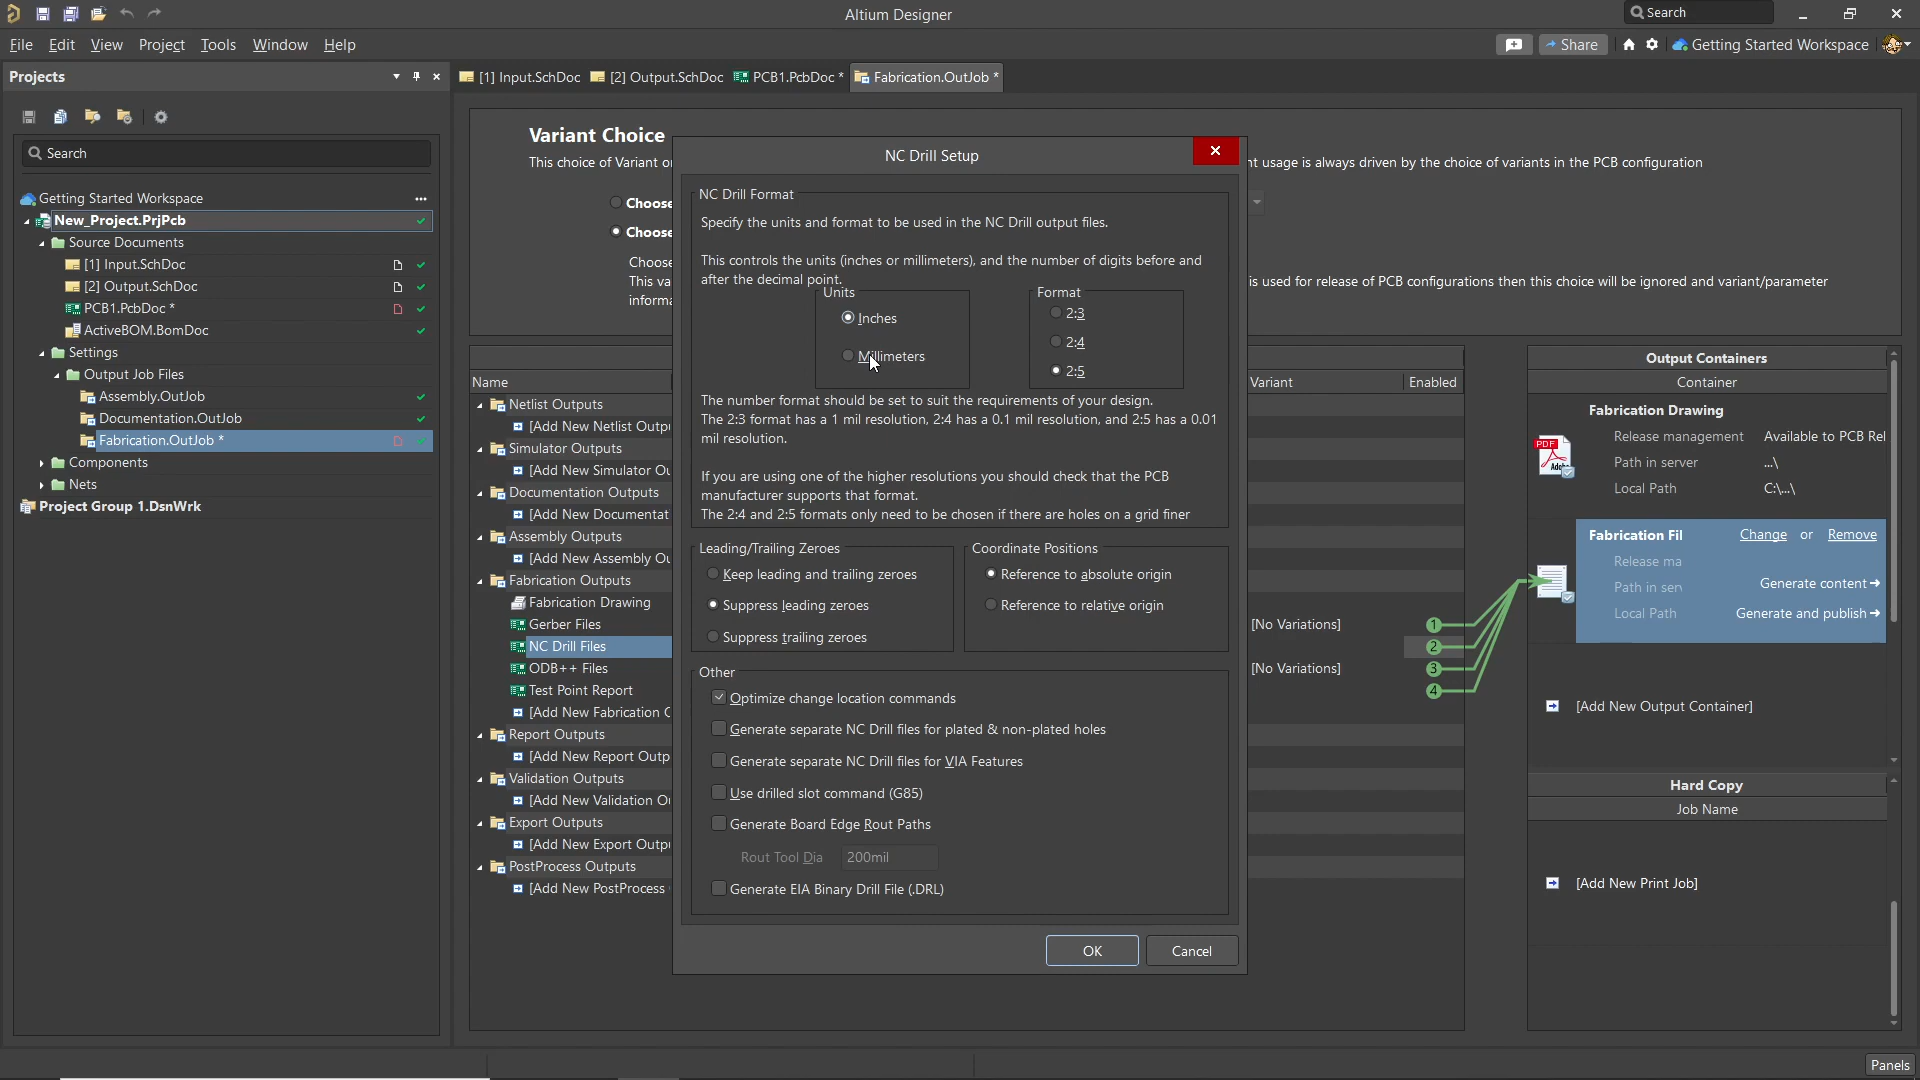 Altium Designer
Search
File Edit View Project Tools Window Help
Share
Getting Started Workspace
Projects
[1] Input.SchDoc [2] Output.SchDoc PCB1.PcbDoc * Fabrication.OutJob *
Search
Getting Started Workspace
New_Project.PrjPcb
Source Documents
[1] Input.SchDoc
[2] Output.SchDoc
PCB1.PcbDoc *
ActiveBOM.BomDoc
Settings
Output Job Files
Assembly.OutJob
Documentation.OutJob
Fabrication.OutJob *
Components
Nets
Project Group 1.DsnWrk
Variant Choice
This choice of Variant o
t usage is always driven by the choice of variants in the PCB configuration
Choose
Choose
Choose
This va
is used for release of PCB configurations then this choice will be ignored and variant/parameter
informa
Name
Variant
Enabled
Netlist Outputs
[Add New Netlist Outp
Simulator Outputs
[Add New Simulator Ou
Documentation Outputs
[Add New Documentat
Assembly Outputs
[Add New Assembly Ou
Fabrication Outputs
Fabrication Drawing
Gerber Files
[No Variations]
1
NC Drill Files
2
ODB++ Files
[No Variations]
3
Test Point Report
4
[Add New Fabrication C
Report Outputs
[Add New Report Outp
Validation Outputs
[Add New Validation O
Export Outputs
[Add New Export Outp
PostProcess Outputs
[Add New PostProcess
NC Drill Setup
NC Drill Format
Specify the units and format to be used in the NC Drill output files.
This controls the units (inches or millimeters), and the number of digits before and
after the decimal point.
Units
Inches
Millimeters
Format
2:3
2:4
2:5
The number format should be set to suit the requirements of your design.
The 2:3 format has a 1 mil resolution, 2:4 has a 0.1 mil resolution, and 2:5 has a 0.01
mil resolution.
If you are using one of the higher resolutions you should check that the PCB
manufacturer supports that format.
The 2:4 and 2:5 formats only need to be chosen if there are holes on a grid finer
Leading/Trailing Zeroes
Keep leading and trailing zeroes
Suppress leading zeroes
Suppress trailing zeroes
Coordinate Positions
Reference to absolute origin
Reference to relative origin
Other
Optimize change location commands
Generate separate NC Drill files for plated & non-plated holes
Generate separate NC Drill files for VIA Features
Use drilled slot command (G85)
Generate Board Edge Rout Paths
Rout Tool Dia 200mil
Generate EIA Binary Drill File (.DRL)
OK Cancel
Output Containers
Container
Fabrication Drawing
PDF
Adobe
Release management Available to PCB Rel
Path in server ...\
Local Path C:\...\
Fabrication Fil Change or Remove
Release ma
Path in serv Generate content
Local Path Generate and publish
[Add New Output Container]
Hard Copy
Job Name
[Add New Print Job]
Panels